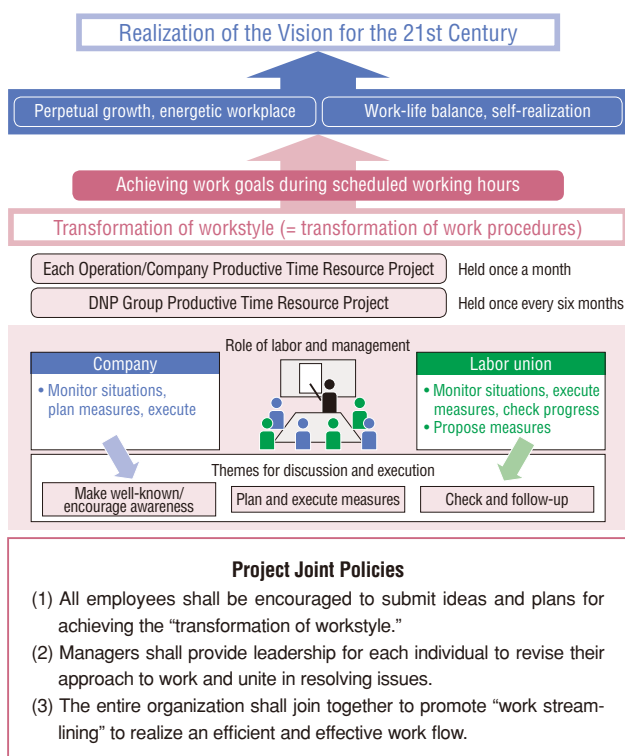 Realization of the Vision for the 21st Century
Perpetual growth, energetic workplace
Work-life balance, self-realization
Achieving work goals during scheduled working hours
Transformation of workstyle (= transformation of work procedures)
Each Operation/Company Productive Time Resource Project
Held once a month
DNP Group Productive Time Resource Project
Held once every six months
Role of labor and management
Company
• Monitor situations,
plan measures, execute
Labor union
• Monitor situations, execute
measures, check progress
• Propose measures
Themes for discussion and execution
Make well-known/
encourage awareness
Plan and execute measures
Check and follow-up
Project Joint Policies
(1) All employees shall be encouraged to submit ideas and plans for
achieving the “transformation of workstyle.”
(2) Managers shall provide leadership for each individual to revise their
approach to work and unite in resolving issues.
(3) The entire organization shall join together to promote “work stream-
lining” to realize an efficient and effective work flow.